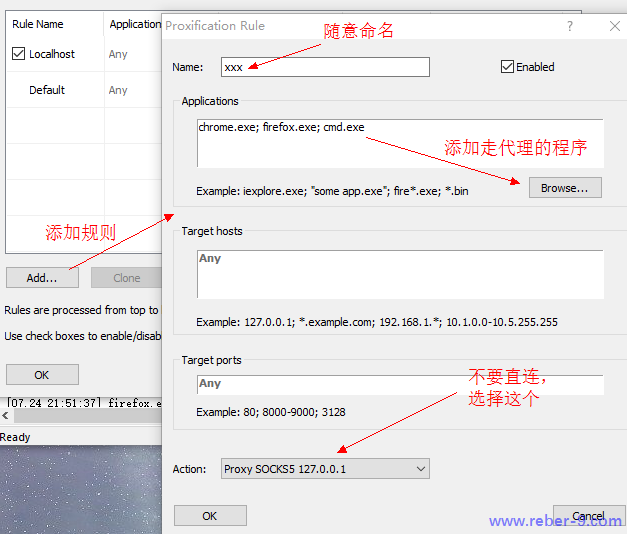 Rule Name
Application
Localhost
Any
Default
Any
添加规则
Add...
Clone
Rules are processed from top to
Use check boxes to enable/disab
OK
[07.24 21:51:37] firefox.e
Ready
Proxification Rule
随意命名
Name:
xxx
Enabled
Applications
chrome.exe; firefox.exe; cmd.exe
添加走代理的程序
Example: iexplore.exe; "some app.exe"; fire*.exe; *.bin
Browse...
Target hosts
Any
Example: 127.0.0.1; *.example.com; 192.168.1.*; 10.1.0.0-10.5.255.255
Target ports
不要直连，
Any
选择这个
Example: 80; 8000-9000; 3128
Action:
Proxy SOCKS5 127.0.0.1
OK
Cancel
www.reber-9.com